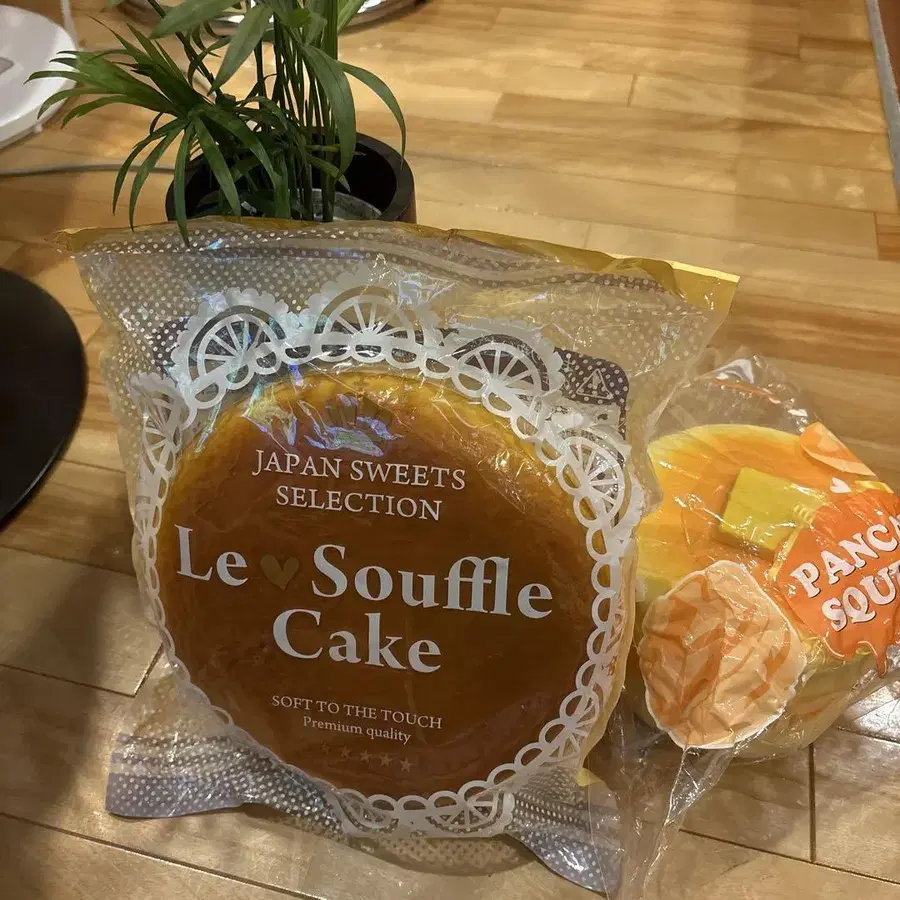 JAPAN SWEETS
SELECTION
Le Souffle
Cake
SOFT TO THE TOUCH
Premium quality